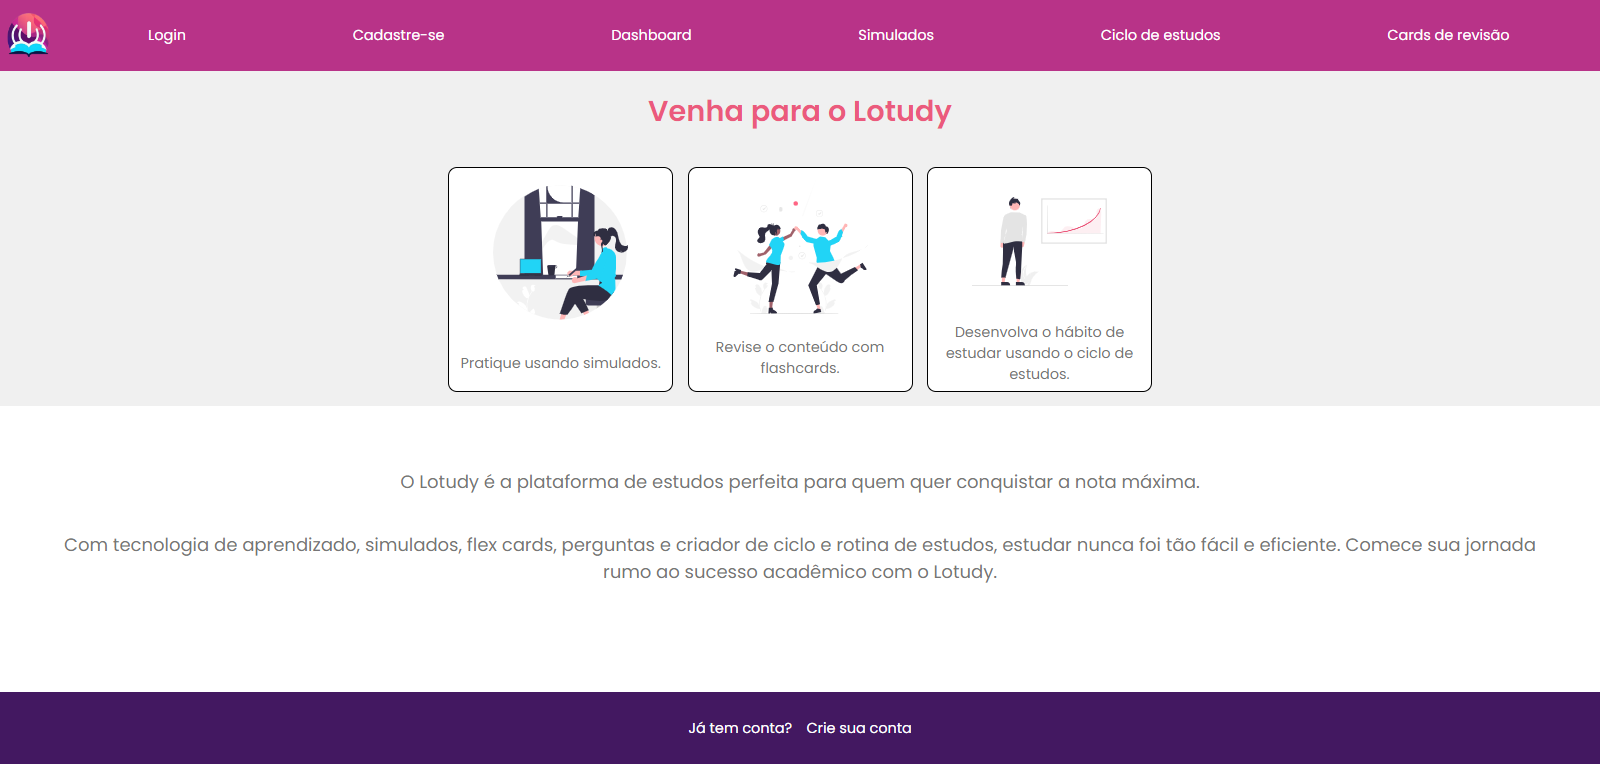 Login
Cadastre-se
Dashboard
Simulados
Ciclo de estudos
Cards de revisão
Venha para o Lotudy
Pratique usando simulados.
Revise o conteúdo com
flashcards.
Desenvolva o hábito de
estudar usando o ciclo de
estudos.
O Lotudy é a plataforma de estudos perfeita para quem quer conquistar a nota máxima.
Com tecnologia de aprendizado, simulados, flex cards, perguntas e criador de ciclo e rotina de estudos, estudar nunca foi tão fácil e eficiente. Comece sua jornada
rumo ao sucesso acadêmico com o Lotudy.
Já tem conta?
Crie sua conta